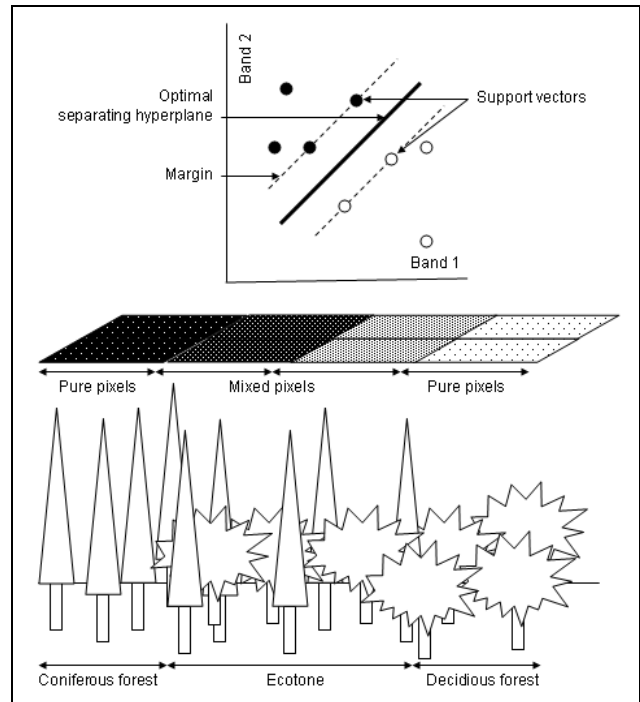 Band 2
Optimal
separating hyperplane
Support vectors
Margin
Band 1
Pure pixels
Mixed pixels
Pure pixels
Coniferous forest
Ecotone
Decidious forest